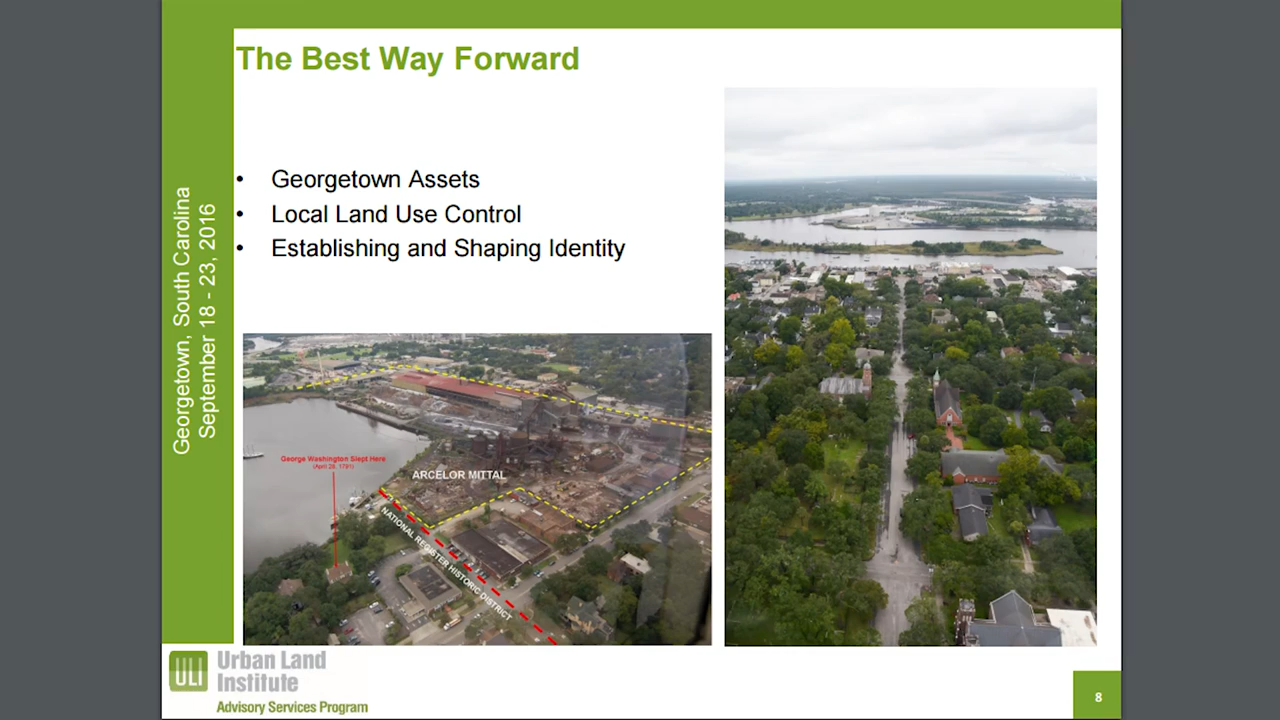 The Best Way Forward
Georgetown, South Carolina
September 18 - 23, 2016
• Georgetown Assets
• Local Land Use Control
• Establishing and Shaping Identity
George Washington Slept Here
(April 29, 1791)
ARCELOR MITTAL
NATIONAL REGISTER HISTORIC DISTRICT
ULI
Urban Land
Institute
Advisory Services Program
8